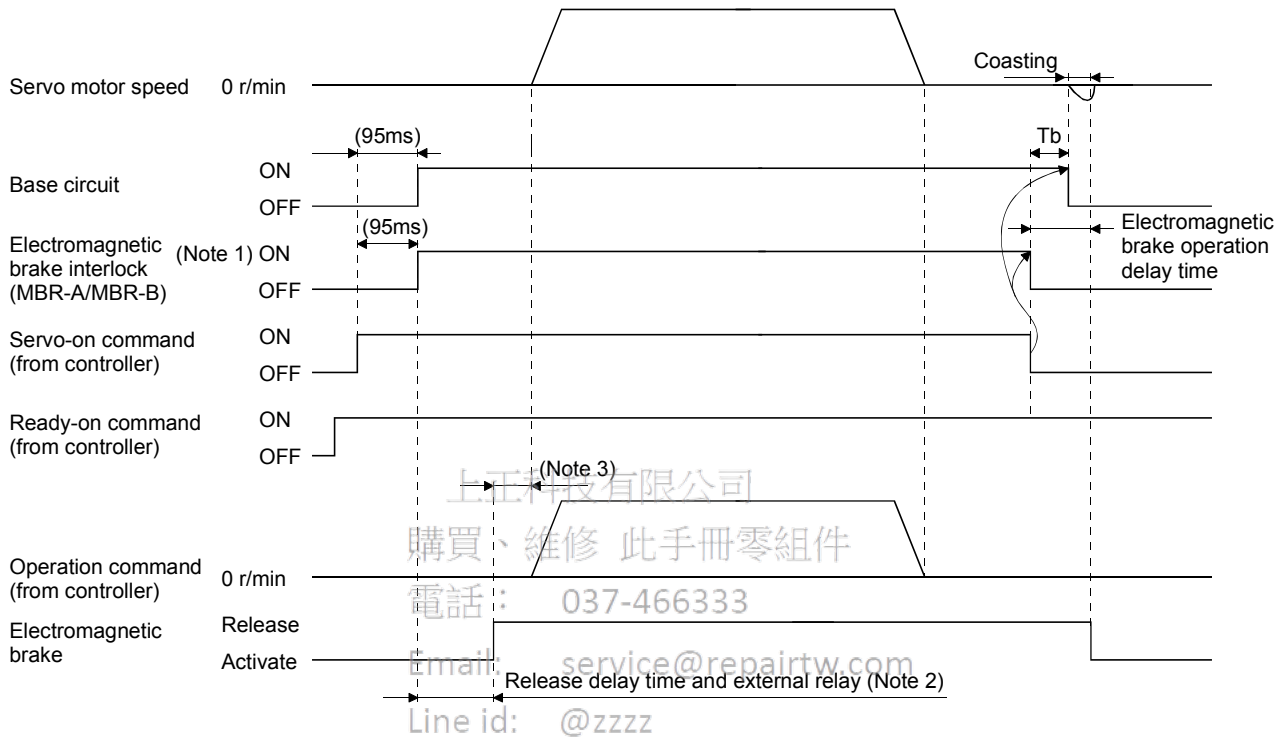 Coasting
Servo motor speed 0 r/min
(95ms)
Tb
Base circuit
ON
OFF
(95ms)
Electromagnetic
brake interlock
(MBR-A/MBR-B)
(Note 1) ON
OFF
Electromagnetic
brake operation
delay time
Servo-on command
(from controller)
ON
OFF
Ready-on command
(from controller)
ON
OFF
(Note 3)
上正科技有限公司
購買、維修 此手冊零組件
Operation command
(from controller)
0 r/min
電話： 037-466333
Electromagnetic
brake
Release
Activate
Email: service@repairtw.com
Release delay time and external relay (Note 2)
Line id: @zzzz